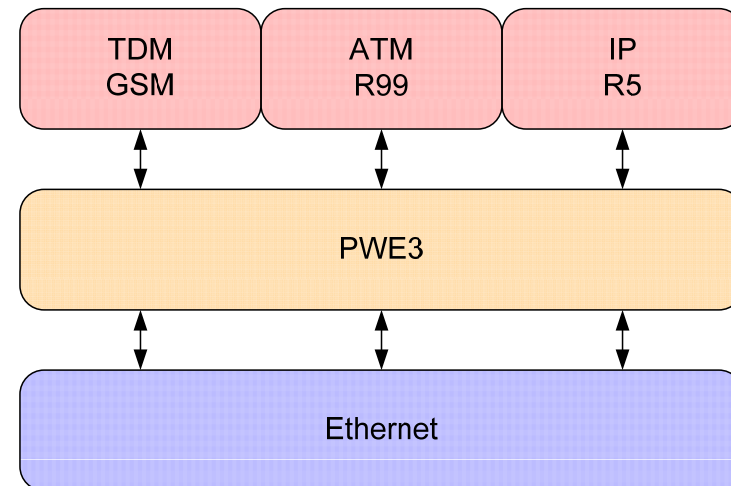 TDM
GSM
ATM
R99
IP
R5
PWE3
Ethernet